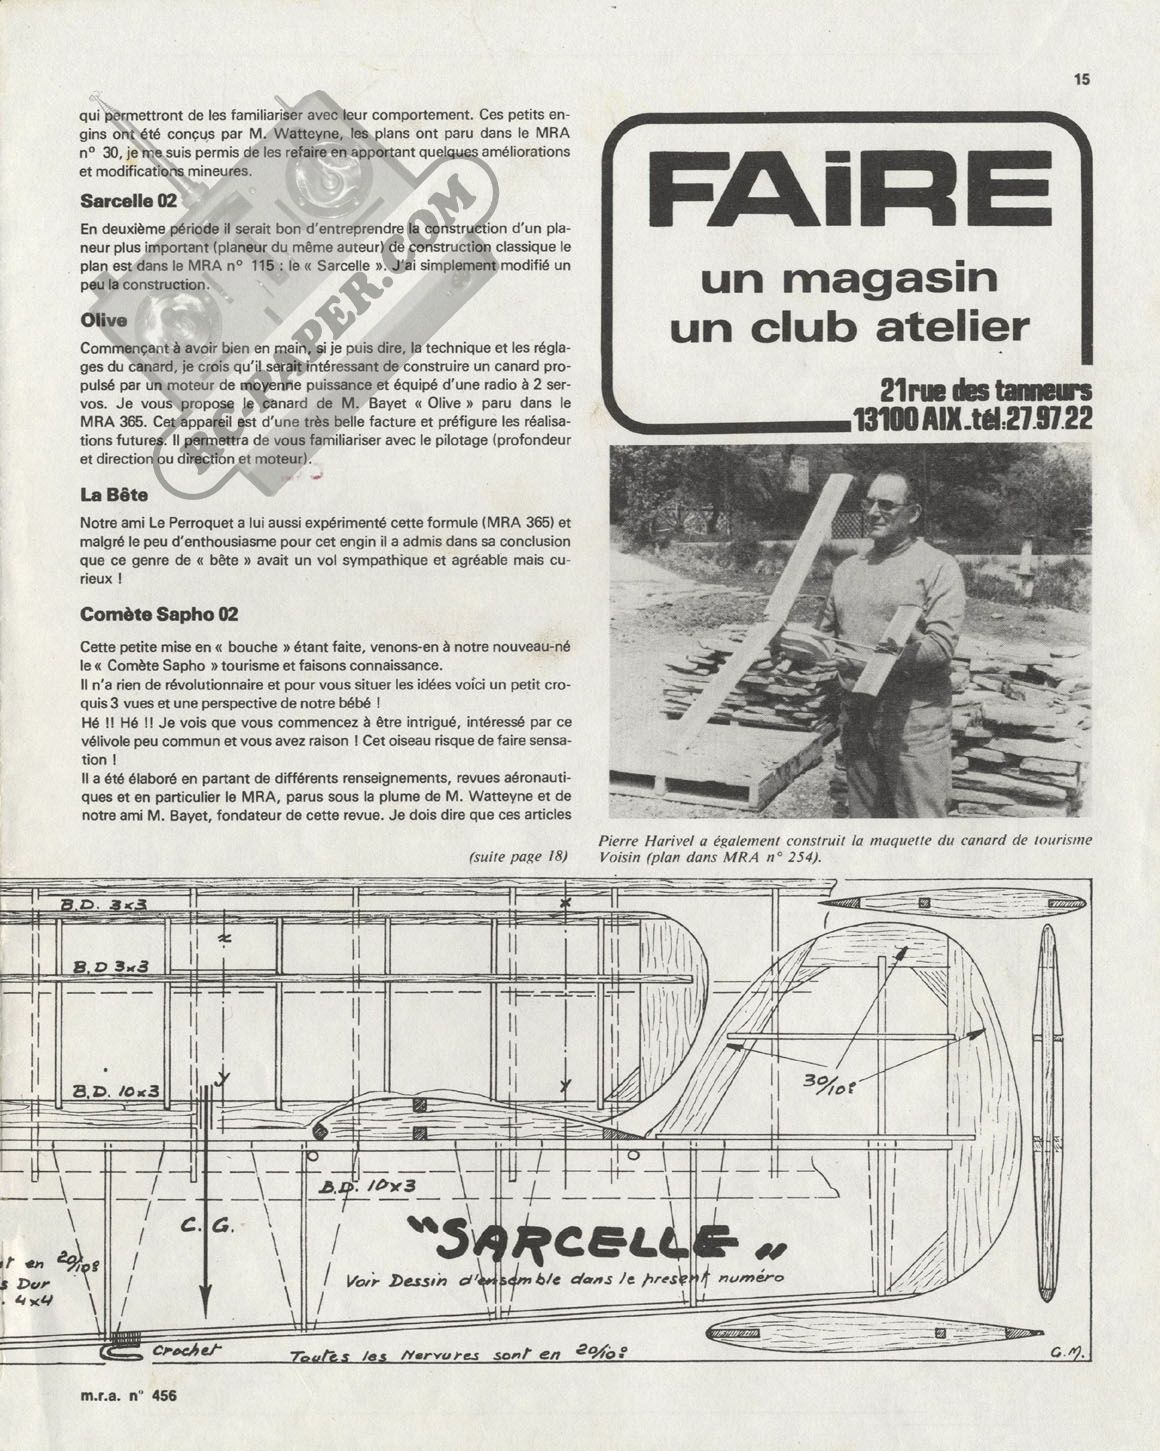 15
qui permettront de les familiariser avec leur comportement. Ces petits en-
gins ont été conçus par M. Watteyne, les plans ont paru dans le MRA
n° 30, je me suis permis de les refaire en apportant quelques améliorations
et modifications mineures.
Sarcelle 02
En deuxième période il serait bon d'entreprendre la construction d'un pla-
neur plus important (planeur du même auteur) de construction classique le
plan est dans le MRA n° 115 : le « Sarcelle ». J'ai simplement modifié un
peu la construction.
Olive
Commençant à avoir bien en main, si je puis dire, la technique et les régla-
ges du canard, je crois qu'il serait intéressant de construire un canard pro-
pulsé par un moteur de moyenne puissance et équipé d'une radio à 2 ser-
vos. Je vous propose le canard de M. Bayet « Olive » paru dans le
MRA 365. Cet appareil est d'une très belle facture et préfigure les réalisa-
tions futures. Il permettra de vous familiariser avec le pilotage (profondeur
et direction ou direction et moteur).
La Bête
Notre ami Le Perroquet a lui aussi expérimenté cette formule (MRA 365) et
malgré le peu d'enthousiasme pour cet engin il a admis dans sa conclusion
que ce genre de « bête » avait un vol sympathique et agréable mais cu-
rieux !
Comète Sapho 02
Cette petite mise en « bouche » étant faite, venons-en à notre nouveau-né
le « Comète Sapho » tourisme et faisons connaissance.
Il n'a rien de révolutionnaire et pour vous situer les idées voici un petit cro-
quis 3 vues et une perspective de notre bébé !
Hé !! Hé !! Je vois que vous commencez à être intrigué, intéressé par ce
vélivole peu commun et vous avez raison ! Cet oiseau risque de faire sensa-
tion !
Il a été élaboré en partant de différents renseignements, revues aéronauti-
ques et en particulier le MRA, parus sous la plume de M. Watteyne et de
notre ami M. Bayet, fondateur de cette revue. Je dois dire que ces articles
(suite page 18)
RC-PAPER.COM
FAiRE
un magasin
un club atelier
21 rue des tanneurs
13100 AIX_tél:27.97.22
Pierre Harivel a également construit la maquette du canard de tourisme
Voisin (plan dans MRA n° 254).
B.D. 3x3
x
x
B.D 3x3
B.D. 10x3
y
y
30/10e
B.D. 10x3
C. G.
"SARCELLE"
Voir Dessin d'ensemble dans le present numéro
en 20/10e
s Dur
4x4
Crochet
Toutes les Nervures sont en 20/10e
G.M.
m.r.a. n° 456